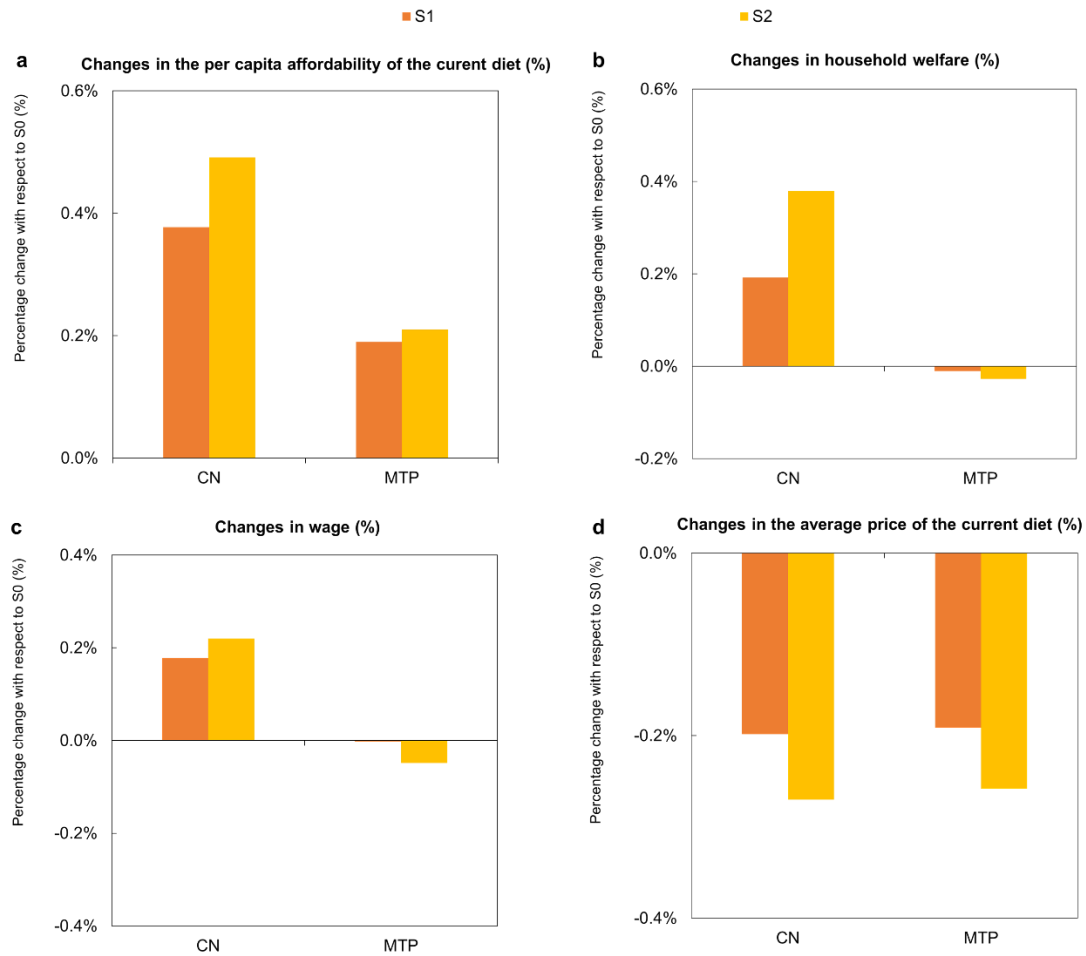 S1 S2
a Changes in the per capita affordability of the curent diet (%)
Percentage change with respect to S0 (%)
0.6%
0.4%
0.2%
0.0%
CN MTP
b Changes in household welfare (%)
Percentage change with respect to S0 (%)
0.6%
0.4%
0.2%
0.0%
-0.2%
CN MTP
c Changes in wage (%)
Percentage change with respect to S0 (%)
0.4%
0.2%
0.0%
-0.2%
-0.4%
CN MTP
d Changes in the average price of the current diet (%)
Percentage change with respect to S0 (%)
0.0%
-0.2%
-0.4%
CN MTP